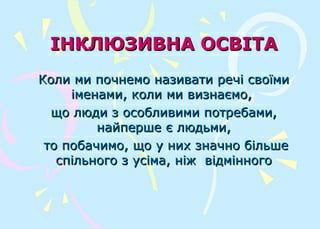 ІНКЛЮЗИВНА ОСВІТА
Коли ми почнемо називати речі своїми
іменами, коли ми визнаємо,
що люди з особливими потребами,
найперше є людьми,
то побачимо, що у них значно більше
спільного з усіма, ніж відмінного